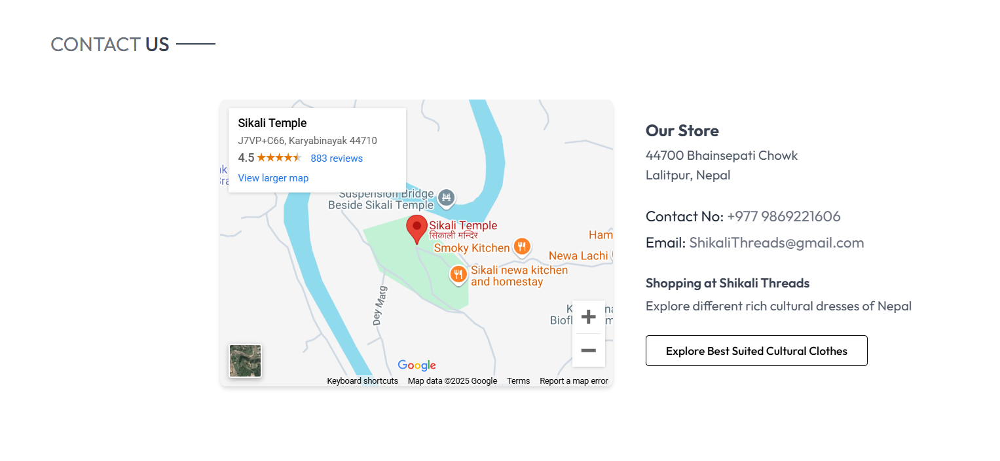 CONTACT US
Sikali Temple
J7VP+C66, Karyabinayak 44710
4.5 883 reviews
View larger map
Suspension Bridge
Beside Sikali Temple
Sikali Temple
सिकाली मन्दिर
Smoky Kitchen
Ham
Newa Lachi
Sikali newa kitchen
and homestay
Dey Marg
Google
Keyboard shortcuts Map data ©2025 Google Terms Report a map error
Our Store
44700 Bhainsepati Chowk
Lalitpur, Nepal
Contact No: +977 9869221606
Email: ShikaliThreads@gmail.com
Shopping at Shikali Threads
Explore different rich cultural dresses of Nepal
Explore Best Suited Cultural Clothes